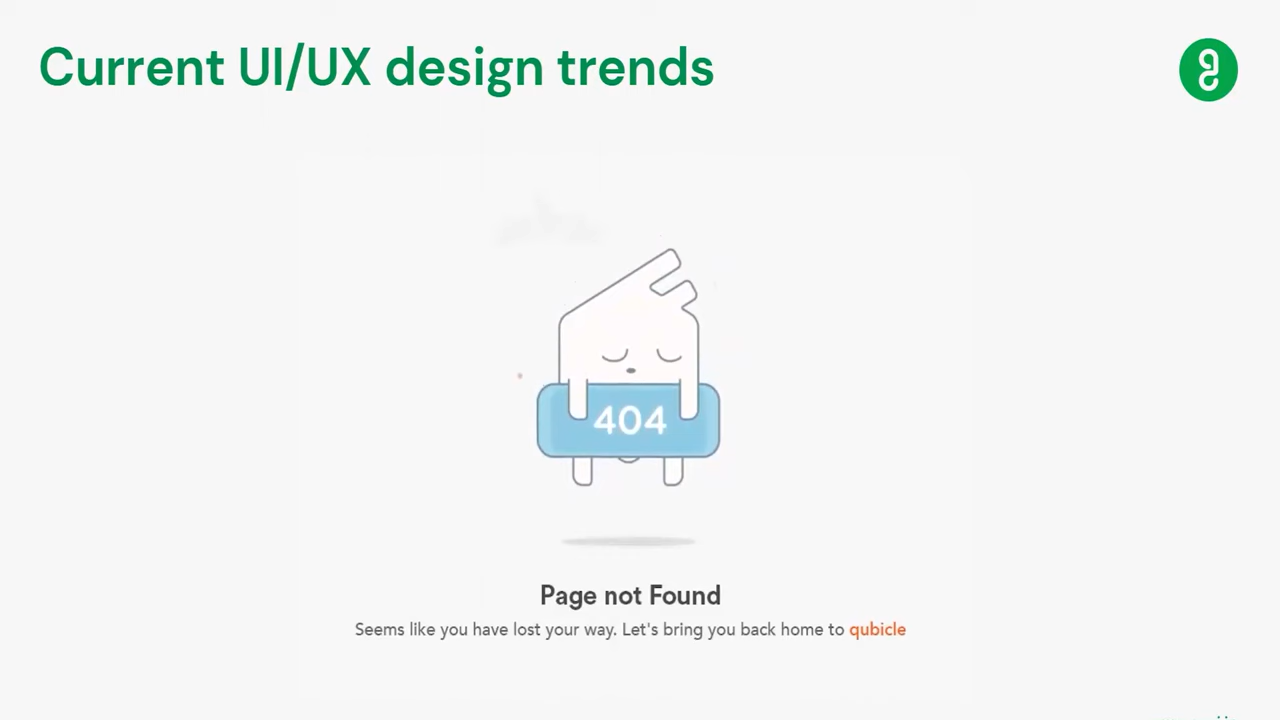 Current UI/UX design trends
404
Page not Found
Seems like you have lost your way. Let's bring you back home to qubicle